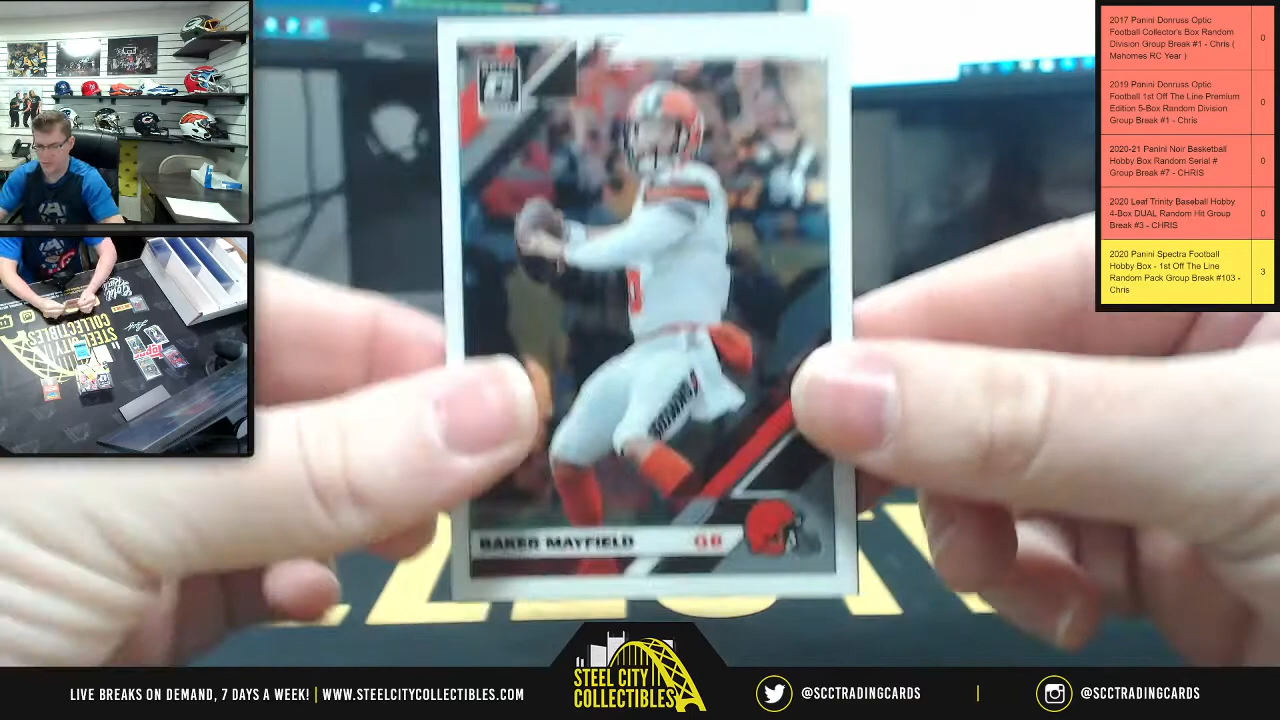 2017 Panini Donruss Optic
Football Collector's Box Random
Division Group Break #1 - Chris (
Mahomes RC Year )
0
2019 Panini Donruss Optic
Football 1st Off The Line Premium
Edition 5-Box Random Division
Group Break #1 - Chris
0
2020-21 Panini Noir Basketball
Hobby Box Random Serial #
Group Break #7 - CHRIS
0
2020 Leaf Trinity Baseball Hobby
4-Box DUAL Random Hit Group
Break #3 - CHRIS
0
2020 Panini Spectra Football
Hobby Box - 1st Off The Line
Random Pack Group Break #103 -
Chris
3
BAKER MAYFIELD QB
STEEL CITY
COLLECTIBLES
LIVE BREAKS ON DEMAND, 7 DAYS A WEEK! | WWW.STEELCITYCOLLECTIBLES.COM
@SCCTRADINGCARDS | @SCCTRADINGCARDS